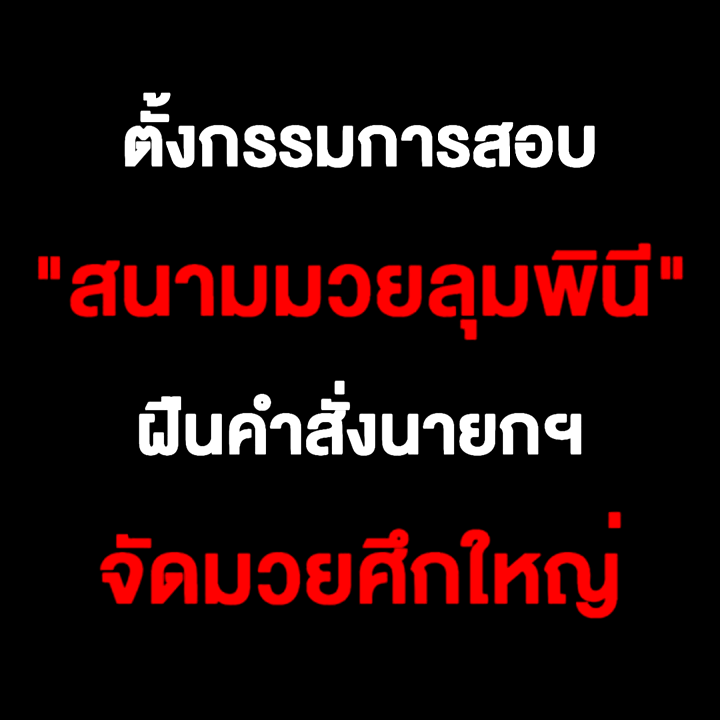 ตั้งกรรมการสอบ
"สนามมวยลุมพินี"
ฝืนคำสั่งนายกฯ
จัดมวยศึกใหญ่